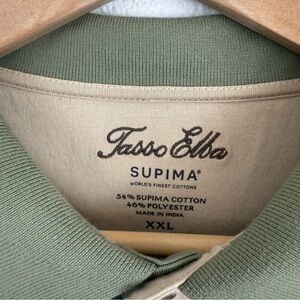 Tasso Elba
SUPIMA®
WORLD'S FINEST COTTONS
54% SUPIMA COTTON
46% POLYESTER
MADE IN INDIA
XXL